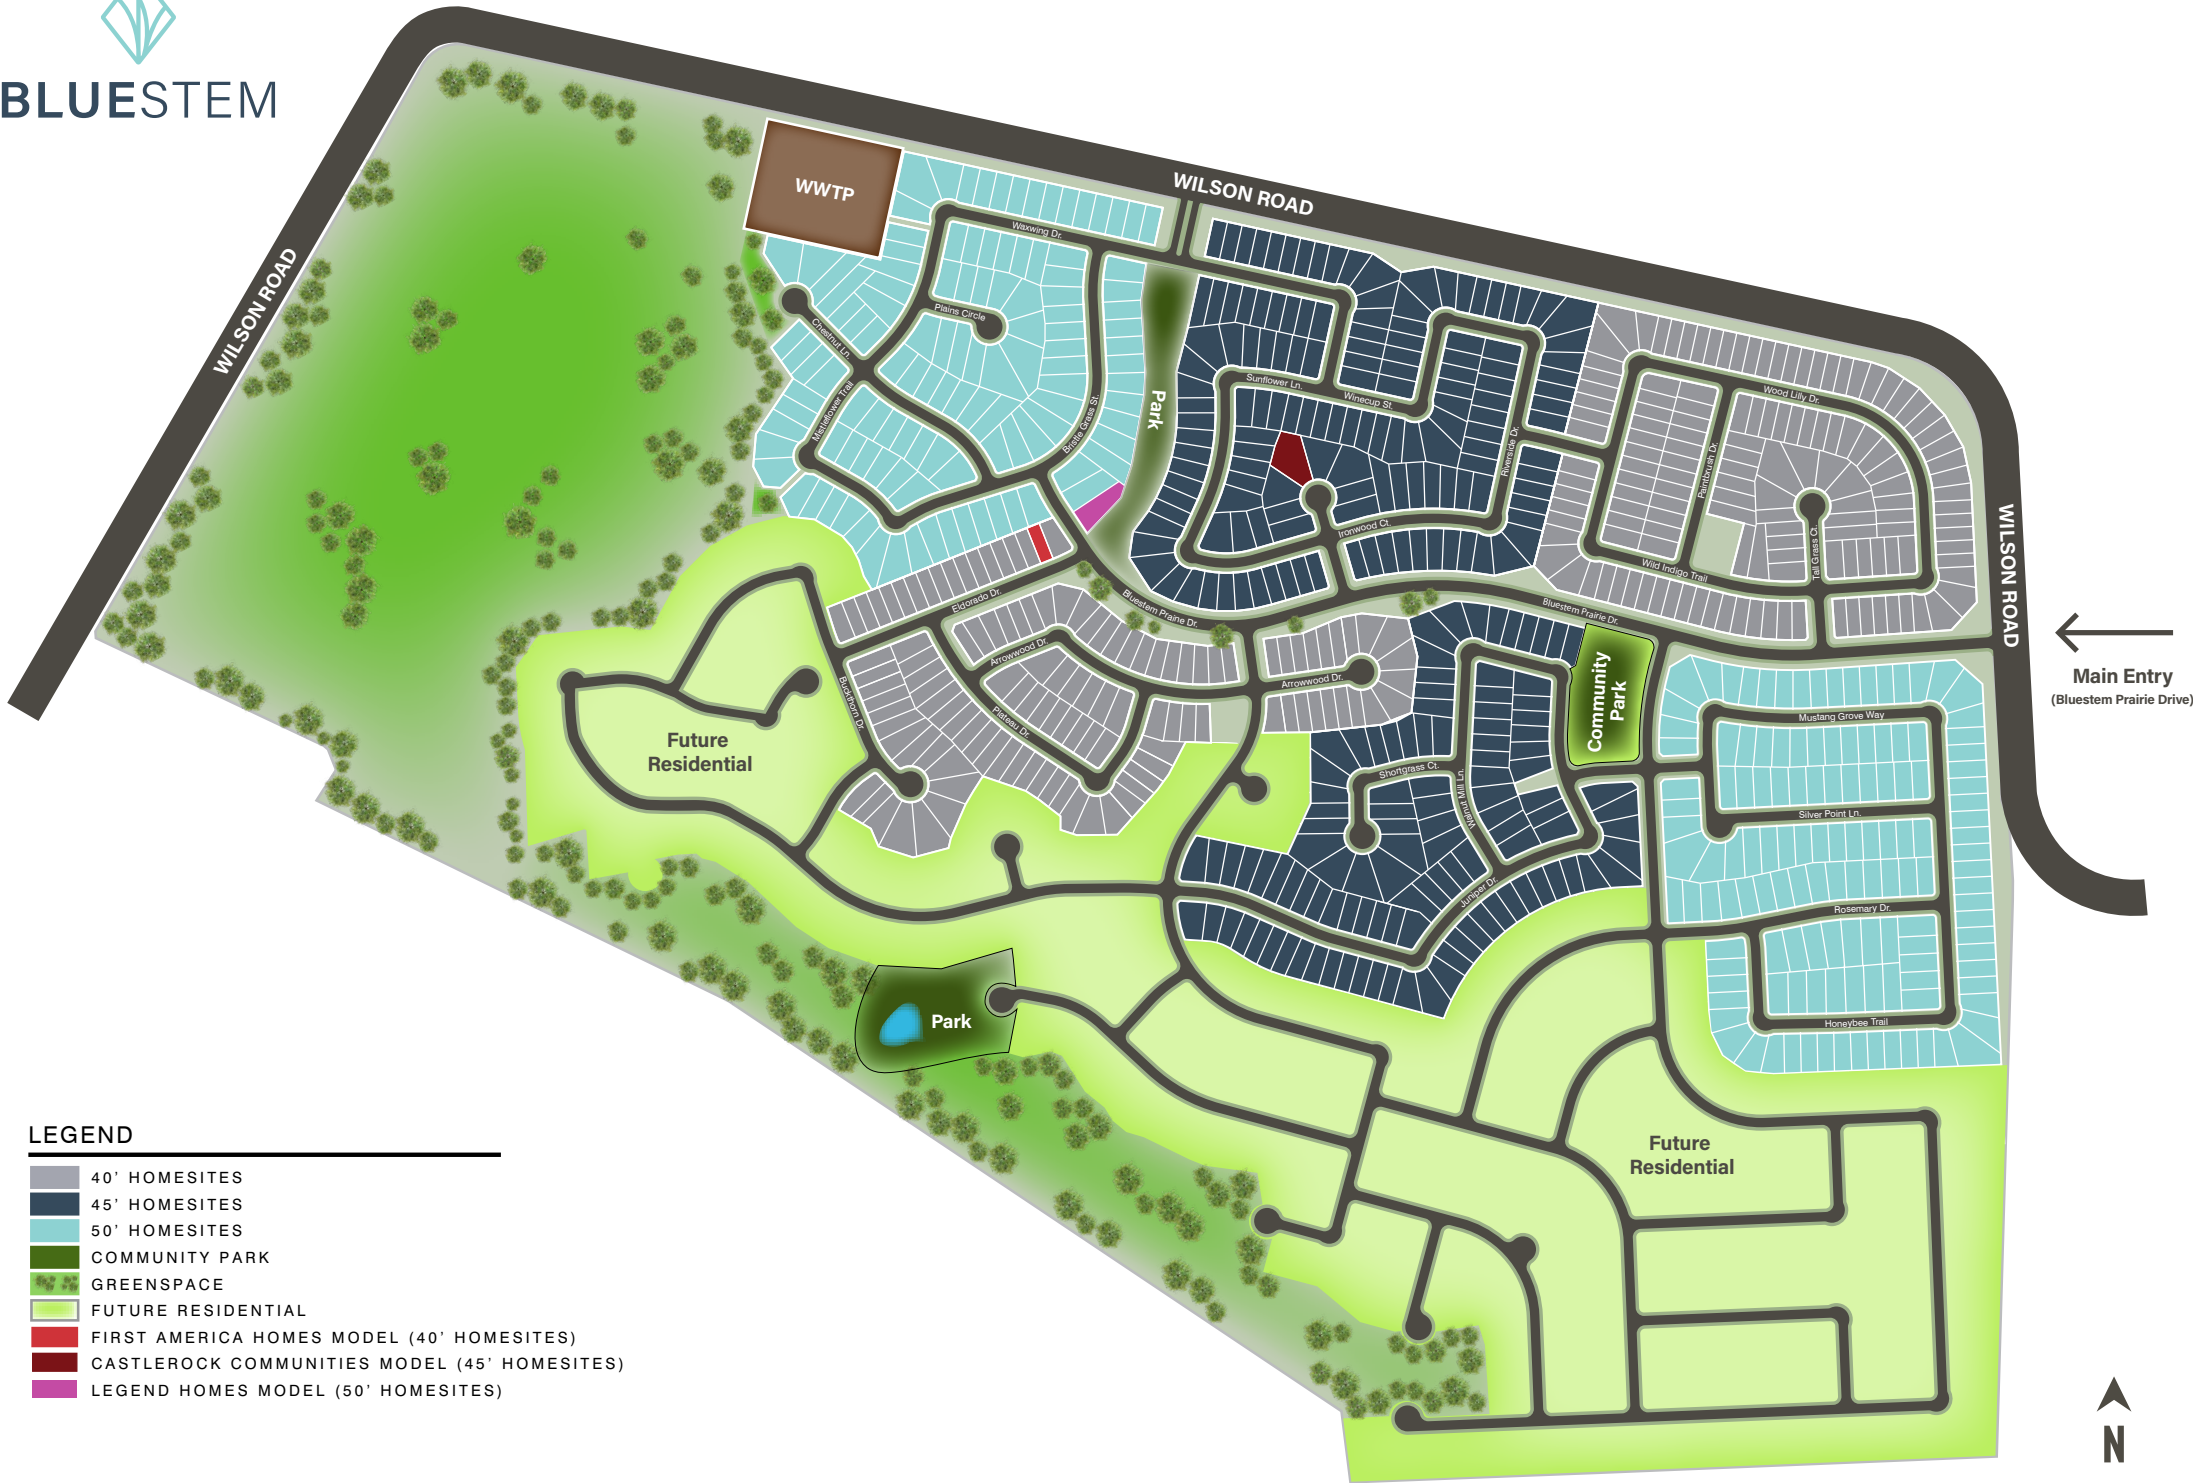 BLUESTEM
WWTP
WILSON ROAD
WILSON ROAD
WILSON ROAD
Waxwing Dr.
Plains Circle
Chestnut Ln.
Mistleflower Trail
Bristle Grass St.
Park
Sunflower Ln.
Winecup St.
Riverside Dr.
Ironwood Ct.
Wood Lilly Dr.
Paintbrush Dr.
Tall Grass Ct.
Wild Indigo Trail
Eldorado Dr.
Bluestem Prairie Dr.
Bluestem Prairie Dr.
Main Entry
(Bluestem Prairie Drive)
Arrowwood Dr.
Arrowwood Dr.
Buckthorn Dr.
Plateau Dr.
Community
Park
Shortgrass Ct.
Walnut Mill Ln.
Juniper Dr.
Mustang Grove Way
Silver Point Ln.
Rosemary Dr.
Honeybee Trail
Future
Residential
Park
Future
Residential
LEGEND
40' HOMESITES
45' HOMESITES
50' HOMESITES
COMMUNITY PARK
GREENSPACE
FUTURE RESIDENTIAL
FIRST AMERICA HOMES MODEL (40' HOMESITES)
CASTLEROCK COMMUNITIES MODEL (45' HOMESITES)
LEGEND HOMES MODEL (50' HOMESITES)
N